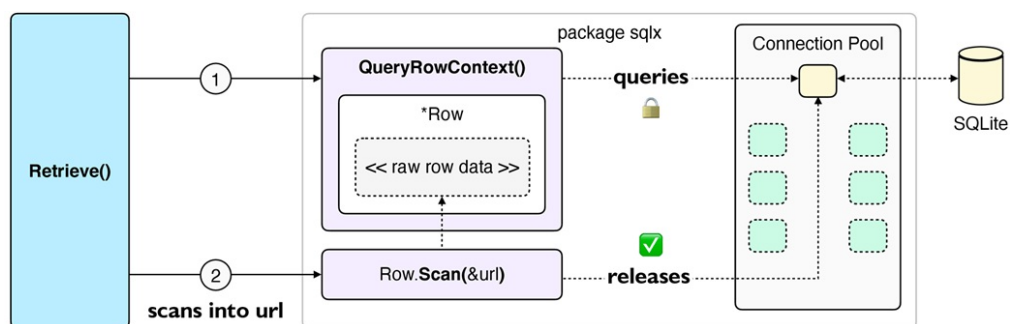 package sqlx
Connection Pool
QueryRowContext()
1
queries
*Row
SQLite
<< raw row data >>
Retrieve()
2
Row.Scan(&url)
releases
scans into url